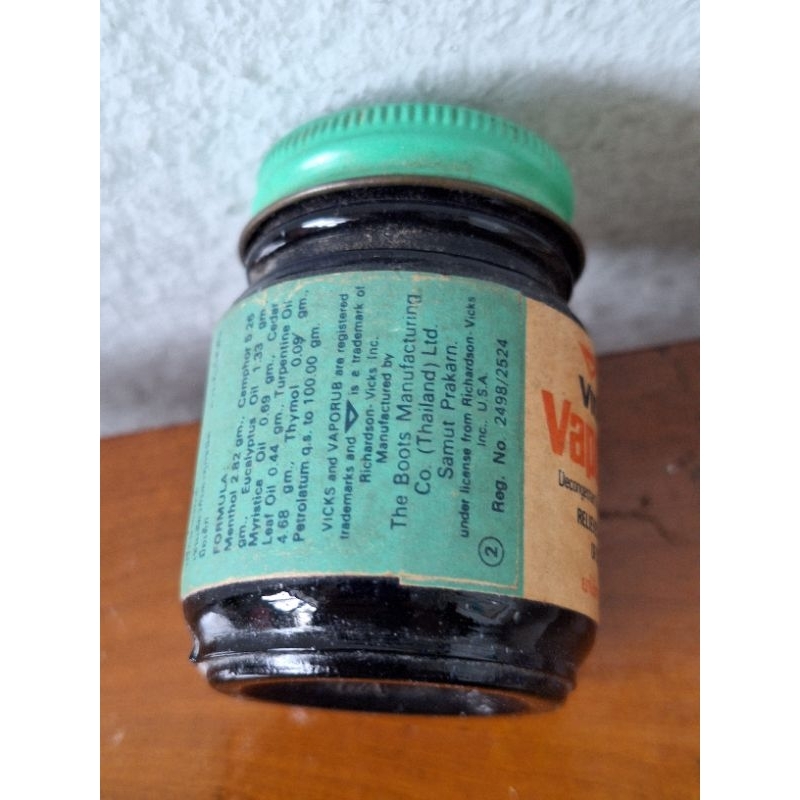 FORMULA :
Menthol 2.82 gm., Camphor 5.26
gm., Eucalyptus Oil 1.33 gm.
Myristica Oil 0.69 gm., Cedar
Leaf Oil 0.44 gm., Turpentine Oil
4.68 gm., Thymol 0.09 gm.,
Petrolatum q.s. to 100.00 gm.
VICKS and VAPORUB are registered
trademarks and is a trademark of
Richardson-Vicks Inc.
Manufactured by
The Boots Manufacturing
Co. (Thailand) Ltd.
Samut Prakarn.
under license from Richardson-Vicks
Inc., U.S.A.
② Reg. No. 2498/2524